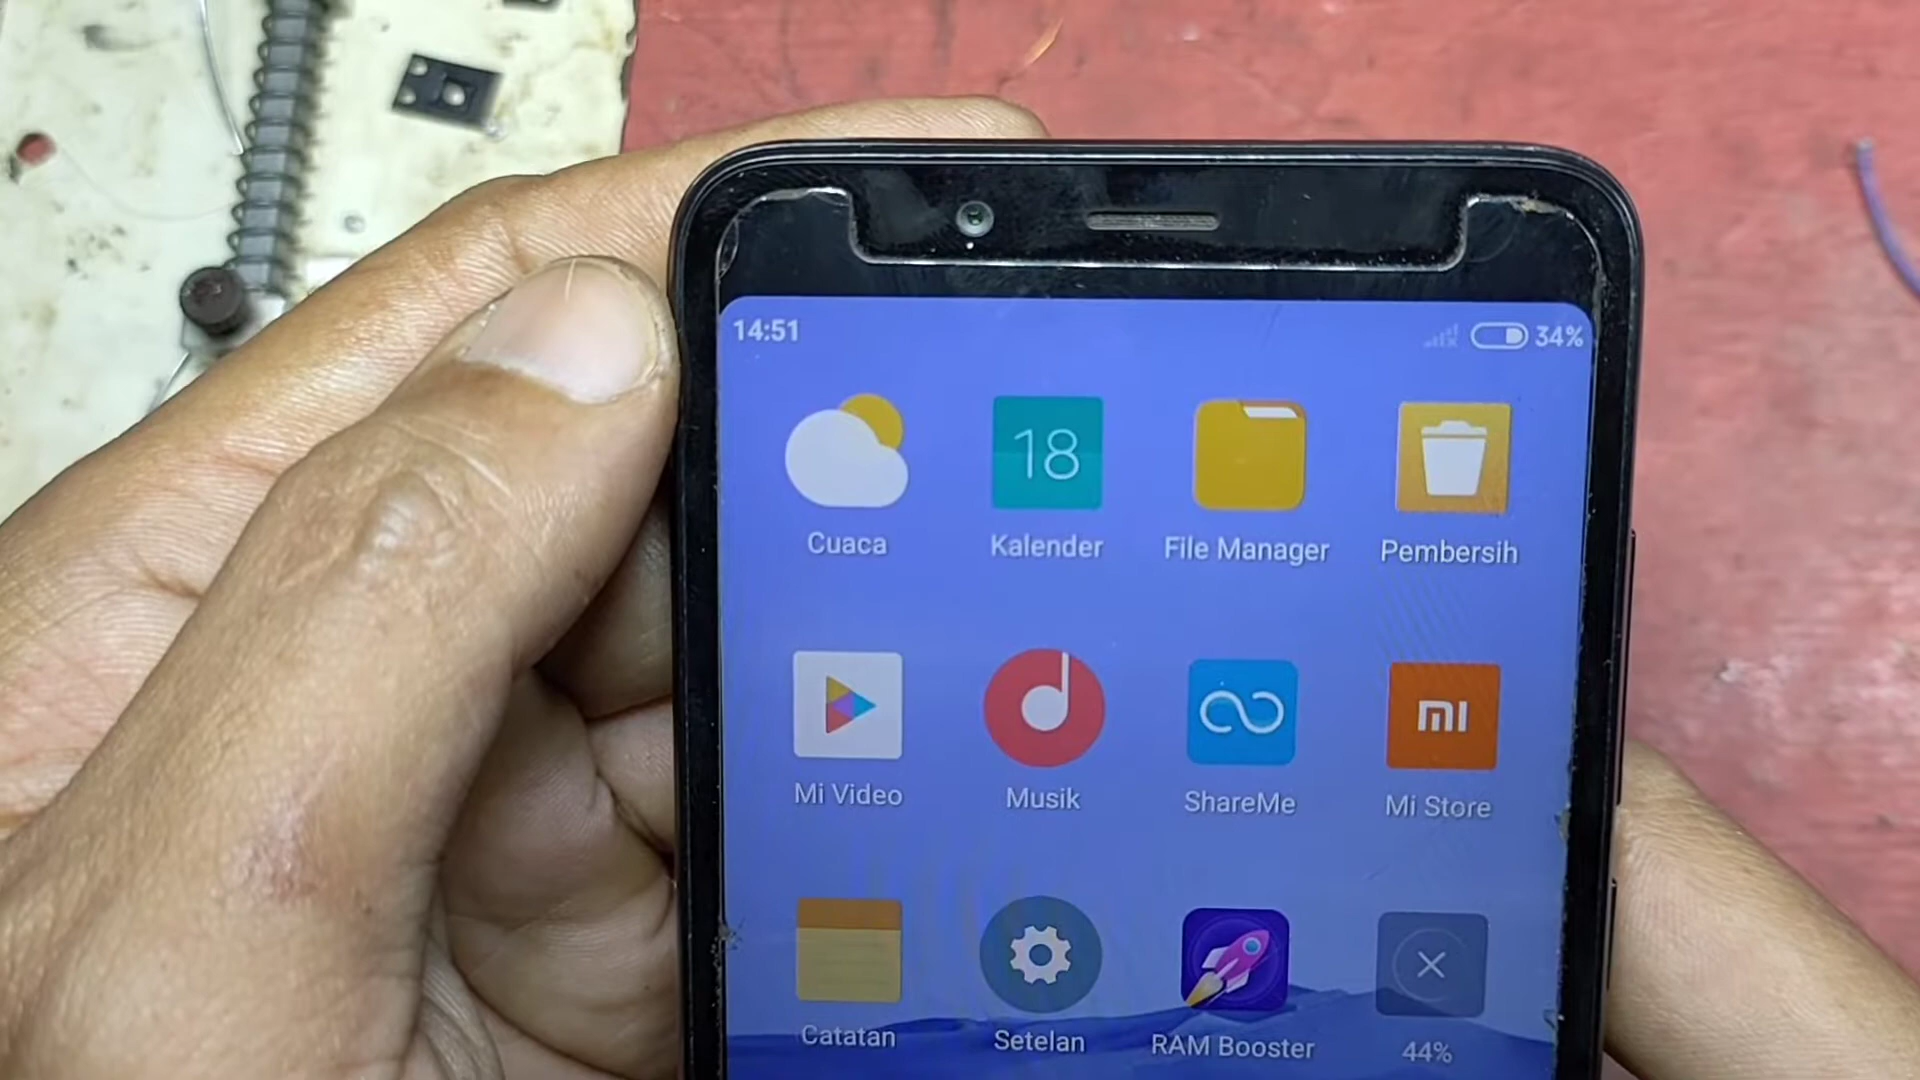 14:51 34%
18
Cuaca Kalender File Manager Pembersih
mi
Mi Video Musik ShareMe Mi Store
Catatan Setelan RAM Booster 44%